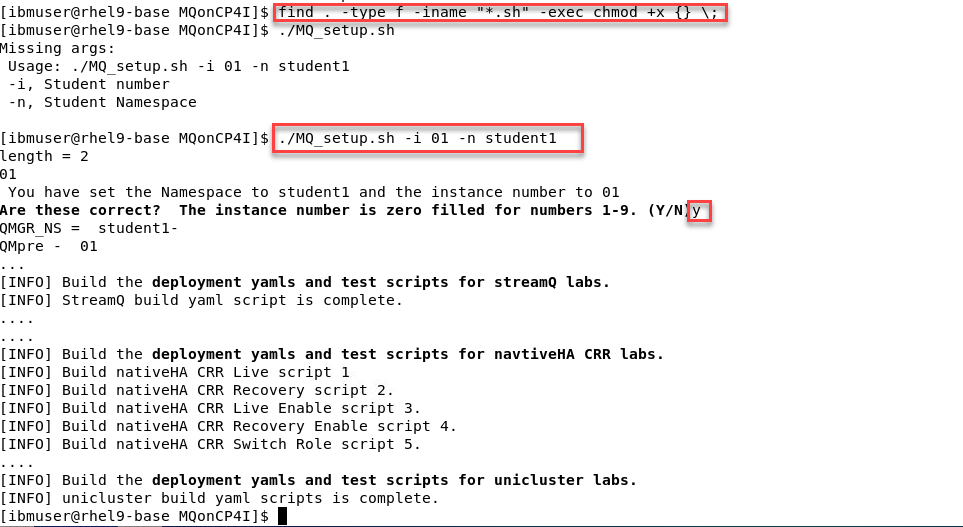 [ibmuser@rhel9-base MQonCP4I]$ find . -type f -iname "*.sh" -exec chmod +x {} \;
[ibmuser@rhel9-base MQonCP4I]$ ./MQ_setup.sh
Missing args:
 Usage: ./MQ_setup.sh -i 01 -n student1
 -i, Student number
 -n, Student Namespace
[ibmuser@rhel9-base MQonCP4I]$ ./MQ_setup.sh -i 01 -n student1
length = 2
01
 You have set the Namespace to student1 and the instance number to 01
Are these correct?  The instance number is zero filled for numbers 1-9. (Y/N)y
QMGR_NS =  student1-
QMpre -  01
...
[INFO] Build the deployment yamls and test scripts for streamQ labs.
[INFO] StreamQ build yaml script is complete.
....
....
[INFO] Build the deployment yamls and test scripts for navtiveHA CRR labs.
[INFO] Build nativeHA CRR Live script 1
[INFO] Build nativeHA CRR Recovery script 2.
[INFO] Build nativeHA CRR Live Enable script 3.
[INFO] Build nativeHA CRR Recovery Enable script 4.
[INFO] Build nativeHA CRR Switch Role script 5.
....
[INFO] Build the deployment yamls and test scripts for unicluster labs.
[INFO] unicluster build yaml scripts is complete.
[ibmuser@rhel9-base MQonCP4I]$